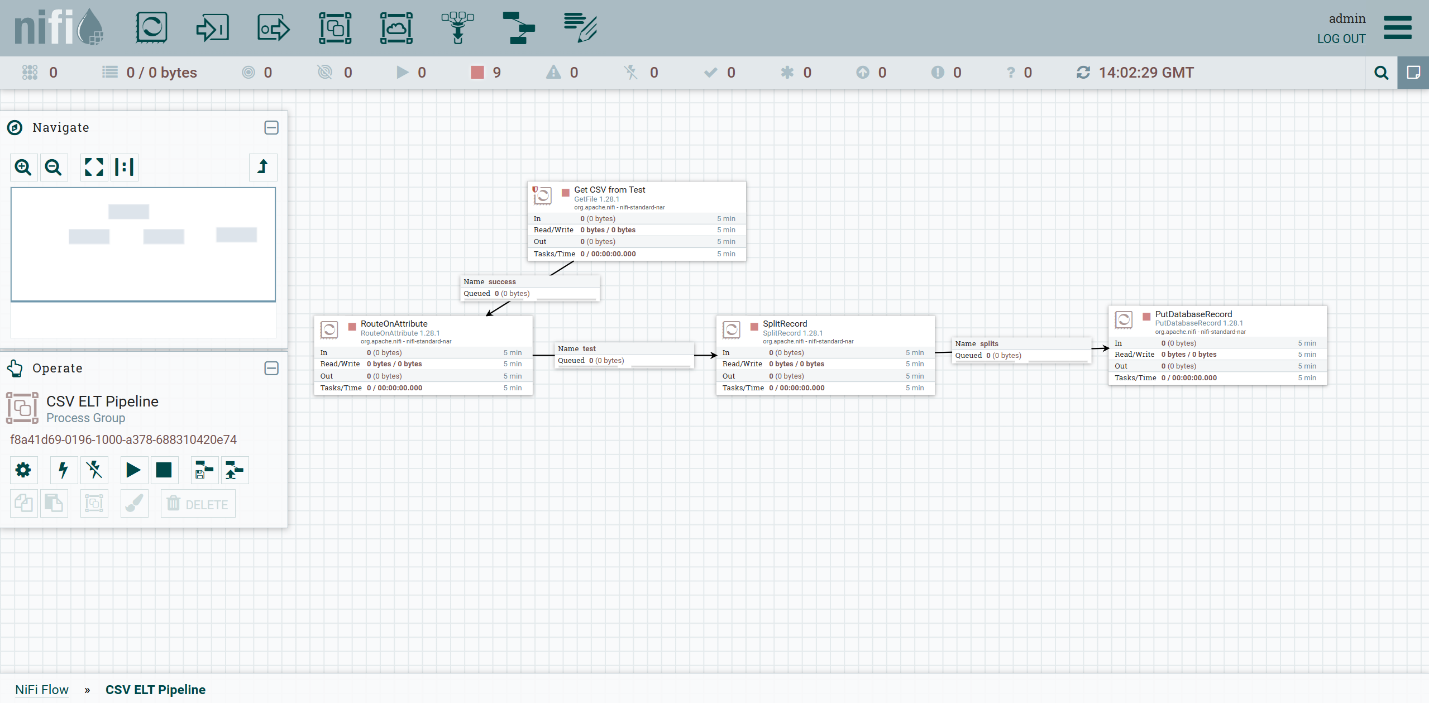 nifi
admin
LOG OUT
0 0 / 0 bytes 0 0 0 9 0 0 0 0 0 0 ? 0 14:02:29 GMT
Navigate
Operate
CSV ELT Pipeline
Process Group
f8a41d69-0196-1000-a378-688310420e74
DELETE
Get CSV from Test
GetFile 1.28.1
org.apache.nifi - nifi-standard-nar
In 0 (0 bytes) 5 min
Read/Write 0 bytes / 0 bytes 5 min
Out 0 (0 bytes) 5 min
Tasks/Time 0 / 00:00:00.000 5 min
Name success
Queued 0 (0 bytes)
RouteOnAttribute
RouteOnAttribute 1.28.1
org.apache.nifi - nifi-standard-nar
In 0 (0 bytes) 5 min
Read/Write 0 bytes / 0 bytes 5 min
Out 0 (0 bytes) 5 min
Tasks/Time 0 / 00:00:00.000 5 min
Name test
Queued 0 (0 bytes)
SplitRecord
SplitRecord 1.28.1
org.apache.nifi - nifi-standard-nar
In 0 (0 bytes) 5 min
Read/Write 0 bytes / 0 bytes 5 min
Out 0 (0 bytes) 5 min
Tasks/Time 0 / 00:00:00.000 5 min
Name splits
Queued 0 (0 bytes)
PutDatabaseRecord
PutDatabaseRecord 1.28.1
org.apache.nifi - nifi-standard-nar
In 0 (0 bytes) 5 min
Read/Write 0 bytes / 0 bytes 5 min
Out 0 (0 bytes) 5 min
Tasks/Time 0 / 00:00:00.000 5 min
NiFi Flow » CSV ELT Pipeline